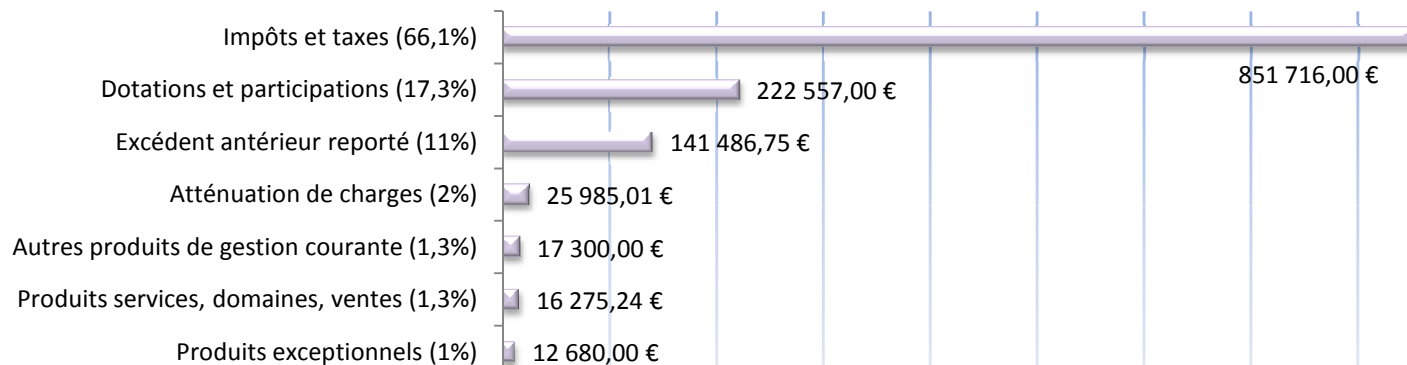 Impôts et taxes (66,1%)
851 716,00 €
Dotations et participations (17,3%)
222 557,00 €
Excédent antérieur reporté (11%)
141 486,75 €
Atténuation de charges (2%)
25 985,01 €
Autres produits de gestion courante (1,3%)
17 300,00 €
Produits services, domaines, ventes (1,3%)
16 275,24 €
Produits exceptionnels (1%)
12 680,00 €